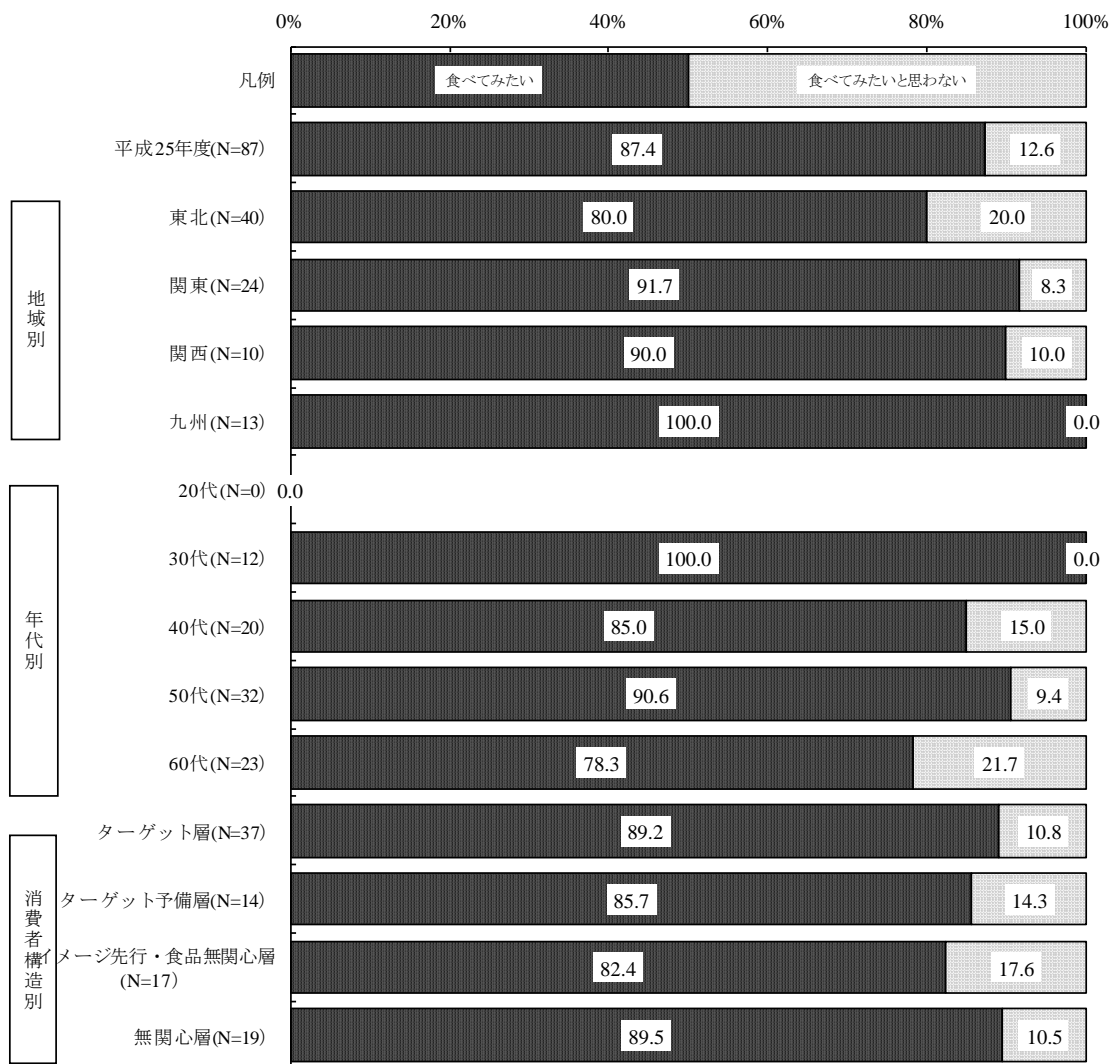 0% 20% 40% 60% 80% 100%
凡例 食べてみたい 食べてみたいと思わない
平成25年度(N=87) 87.4 12.6
地域別
東北(N=40) 80.0 20.0
関東(N=24) 91.7 8.3
関西(N=10) 90.0 10.0
九州(N=13) 100.0 0.0
年代別
20代(N=0) 0.0
30代(N=12) 100.0 0.0
40代(N=20) 85.0 15.0
50代(N=32) 90.6 9.4
60代(N=23) 78.3 21.7
消費者構造別
ターゲット層(N=37) 89.2 10.8
ターゲット予備層(N=14) 85.7 14.3
イメージ先行・食品無関心層
(N=17) 82.4 17.6
無関心層(N=19) 89.5 10.5